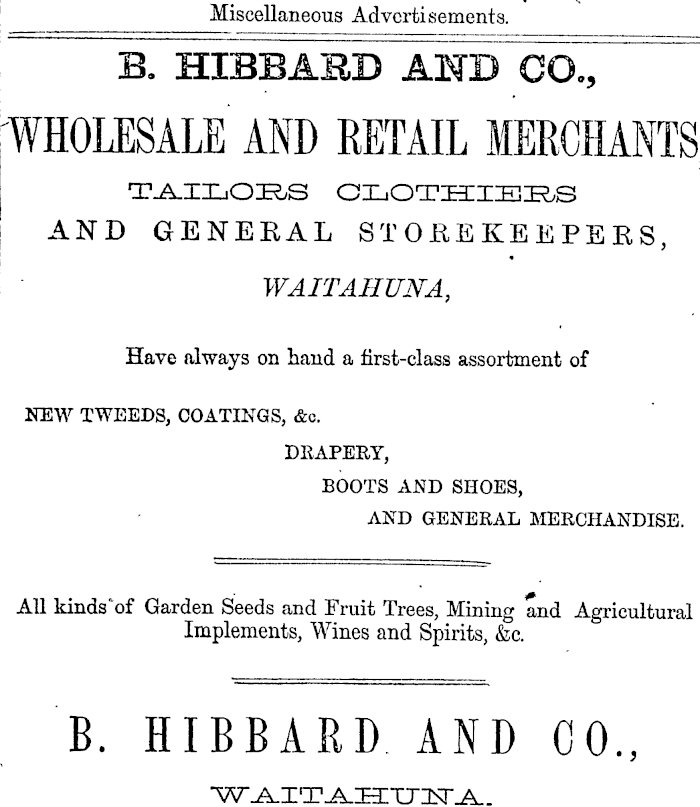 Miscellaneous Advertisements.
B. HIBBARD AND CO.,
WHOLESALE AND RETAIL MERCHANTS
TAILORS CLOTHIERS
AND GENERAL STOREKEEPERS,
WAITAHUNA,
Have always on hand a first-class assortment of
NEW TWEEDS, COATINGS, &c.
DRAPERY,
BOOTS AND SHOES,
AND GENERAL MERCHANDISE.
All kinds of Garden Seeds and Fruit Trees, Mining and Agricultural
Implements, Wines and Spirits, &c.
B. HIBBARD AND CO.,
WAITAHUNA.